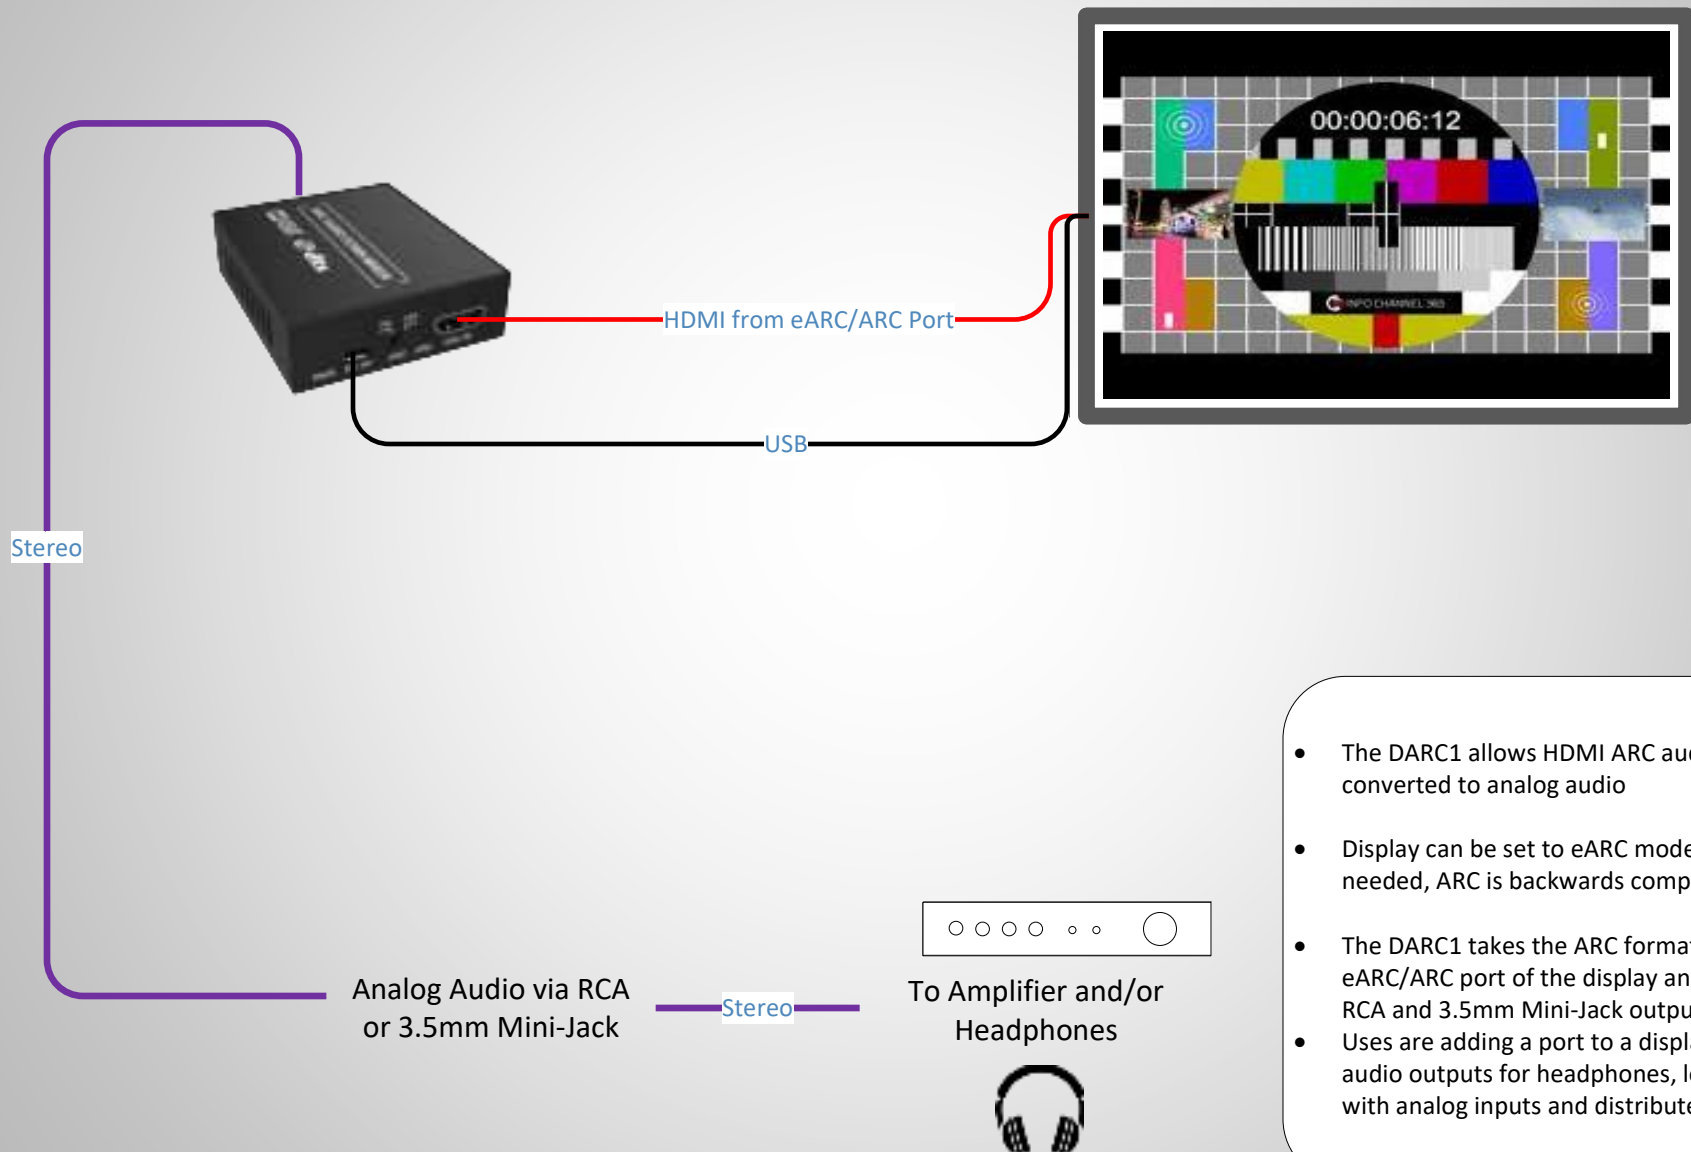 00:00:06:12
INFO CHANNEL 365
HDMI from eARC/ARC Port
USB
Stereo
Analog Audio via RCA
or 3.5mm Mini-Jack
Stereo
To Amplifier and/or
Headphones
• The DARC1 allows HDMI ARC au
converted to analog audio
• Display can be set to eARC mode
needed, ARC is backwards comp
• The DARC1 takes the ARC forma
eARC/ARC port of the display an
RCA and 3.5mm Mini-Jack outpu
• Uses are adding a port to a displ
audio outputs for headphones, l
with analog inputs and distribute